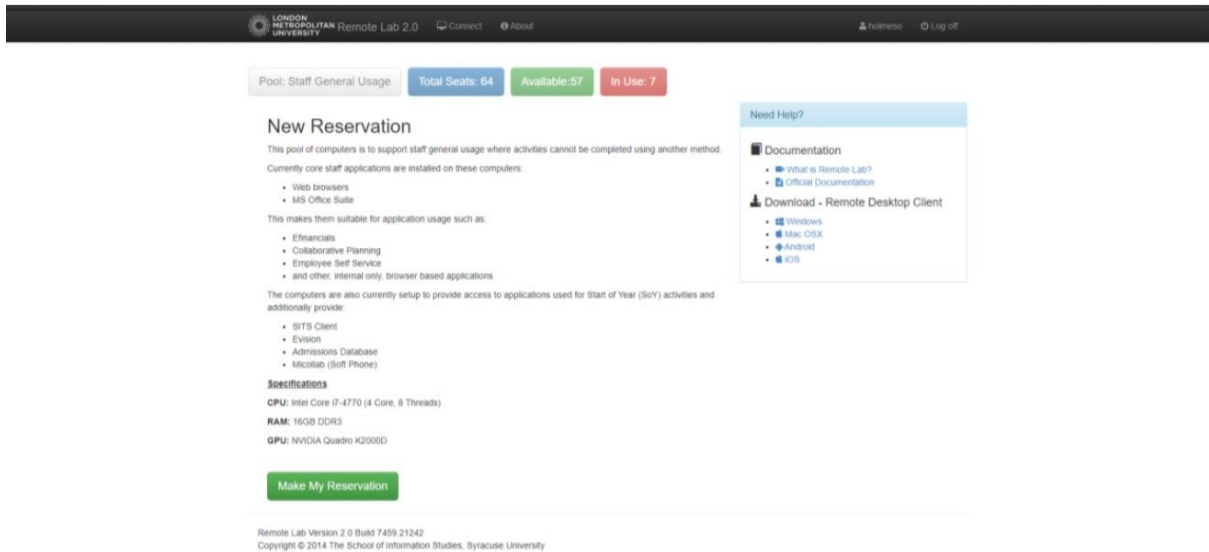 LONDON
METROPOLITAN
UNIVERSITY
Remote Lab 2.0 Connect About holmeso Log off
Pool: Staff General Usage Total Seats: 64 Available:57 In Use: 7
New Reservation
This pool of computers is to support staff general usage where activities cannot be completed using another method.
Currently core staff applications are installed on these computers:
• Web browsers
• MS Office Suite
This makes them suitable for application usage such as:
• Efinancials
• Collaborative Planning
• Employee Self Service
• and other, internal only, browser based applications
The computers are also currently setup to provide access to applications used for Start of Year (SoY) activities and
additionally provide:
• SITS Client
• Evision
• Admissions Database
• Micollab (Soft Phone)
Specifications
CPU: Intel Core i7-4770 (4 Core, 8 Threads)
RAM: 16GB DDR3
GPU: NVIDIA Quadro K2000D
Make My Reservation
Need Help?
Documentation
• What is Remote Lab?
• Official Documentation
Download - Remote Desktop Client
• Windows
• Mac OSX
• Android
• iOS
Remote Lab Version 2.0 Build 7459.21242
Copyright © 2014 The School of Information Studies, Syracuse University